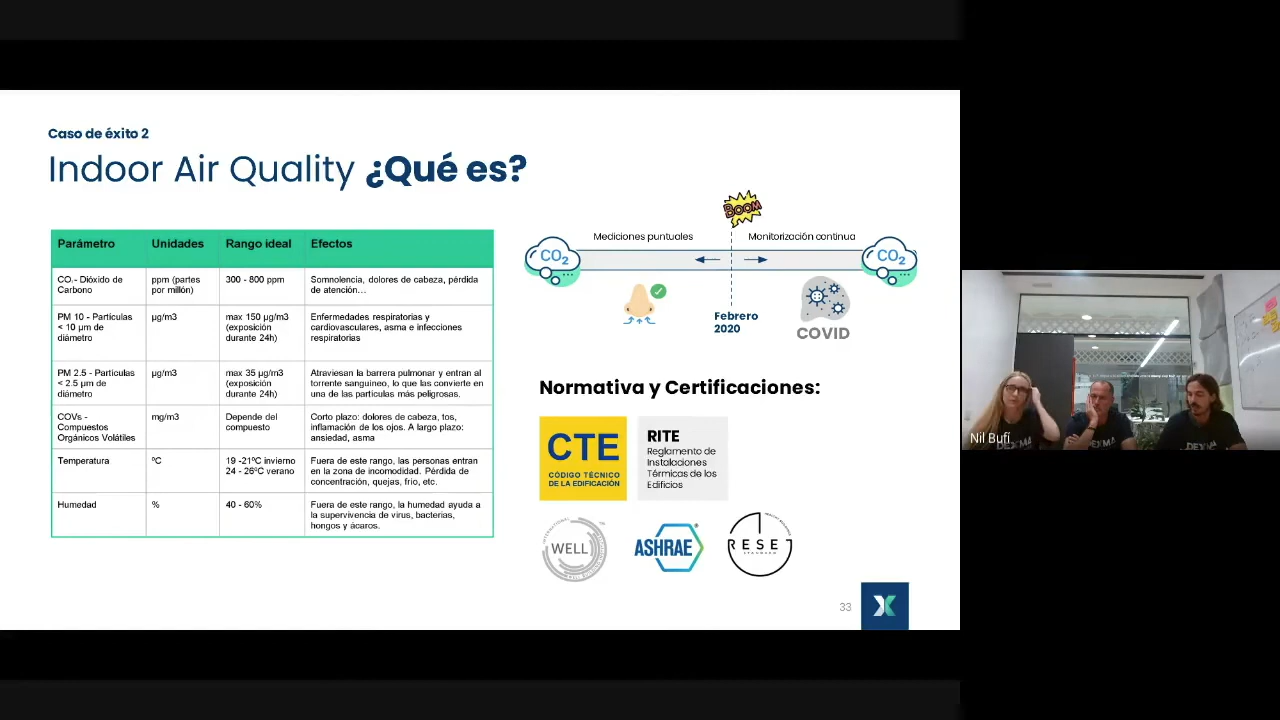 Caso de éxito 2
Indoor Air Quality ¿Qué es?
Parámetro Unidades Rango ideal Efectos
CO₂- Dióxido de
Carbono
ppm (partes
por millón)
300 - 800 ppm
Somnolencia, dolores de cabeza, pérdida
de atención...
PM 10 - Partículas
< 10 µm de
diámetro
µg/m3
max 150 µg/m3
(exposición
durante 24h)
Enfermedades respiratorias y
cardiovasculares, asma e infecciones
respiratorias
PM 2.5 - Partículas
< 2.5 µm de
diámetro
µg/m3
max 35 µg/m3
(exposición
durante 24h)
Atraviesan la barrera pulmonar y entran al
torrente sanguineo, lo que las convierte en
una de las partículas más peligrosas.
COVs -
Compuestos
Orgánicos Volátiles
mg/m3
Depende del
compuesto
Corto plazo: dolores de cabeza, tos,
inflamación de los ojos. A largo plazo:
ansiedad, asma
Temperatura
ºC
19 -21ºC invierno
24 - 26ºC verano
Fuera de este rango, las personas entran
en la zona de incomodidad. Pérdida de
concentración, quejas, frío, etc.
Humedad
%
40 - 60%
Fuera de este rango, la humedad ayuda a
la supervivencia de virus, bacterias,
hongos y ácaros.
BOOM
Mediciones puntuales
Monitorización continua
CO₂
CO₂
Febrero
2020
COVID
Normativa y Certificaciones:
CTE
CÓDIGO TÉCNICO
DE LA EDIFICACIÓN
RITE
Reglamento de
Instalaciones
Térmicas de los
Edificios
WELL
ASHRAE
RESET
STANDARD
33
Nil Bufí
DEXMA